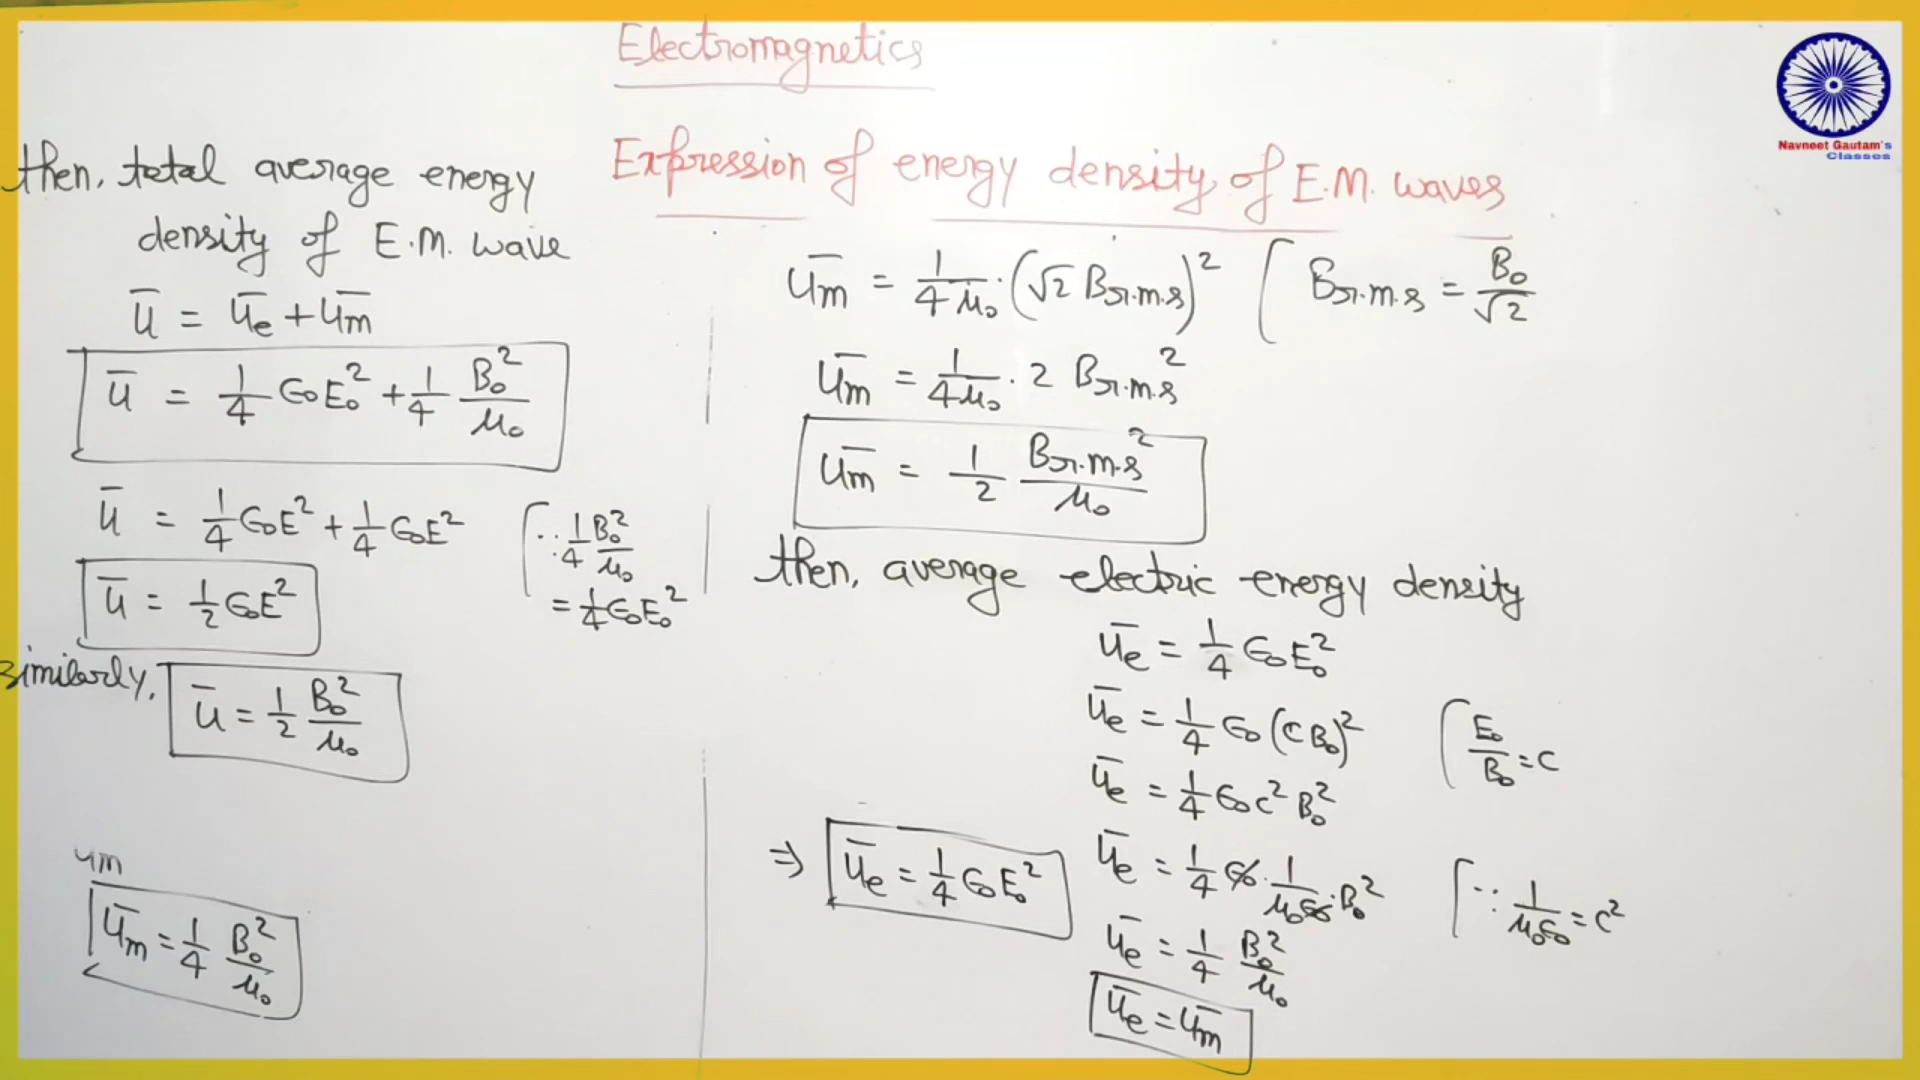 Electromagnetics
Navneet Gautam's
Classes
Expression of energy density of E.M. waves
then, total average energy
density of E.M. wave
ū = ūe + ūm
ū = 1/4 ϵ0E0² + 1/4 B0²/μ0
ū = 1/4 ϵ0E² + 1/4 ϵ0E² [∵ 1/4 B0²/μ0
= 1/4 ϵ0E0²
ū = 1/2 ϵ0E²
similarly,
ū = 1/2 B0²/μ0
um
ūm = 1/4 B0²/μ0
ūm = 1/4μ0 · (√2 Br.m.s)² [Br.m.s = B0/√2
ūm = 1/4μ0 · 2 Br.m.s²
ūm = 1/2 Br.m.s²/μ0
then, average electric energy density
ūe = 1/4 ϵ0E0²
ūe = 1/4 ϵ0 (CB0)² [E0/B0 = C
ūe = 1/4 ϵ0c² B0²
⇒ ūe = 1/4 ϵ0E0²
ūe = 1/4 ϵ0 · 1/μ0ϵ0 · B0² [∵ 1/μ0ϵ0 = c²
ūe = 1/4 B0²/μ0
ūe = ūm